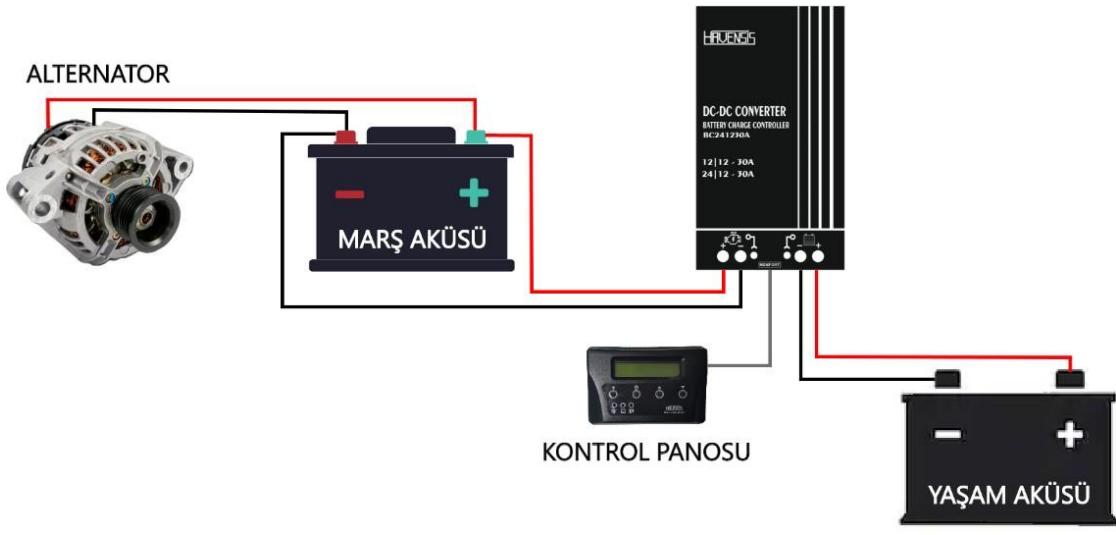 ALTERNATOR
MARŞ AKÜSÜ
HAVENSİS
DC-DC CONVERTER
BATTERY CHARGE CONTROLLER
BC241230A
12|12 - 30A
24|12 - 30A
KONTROL PANOSU
YAŞAM AKÜSÜ